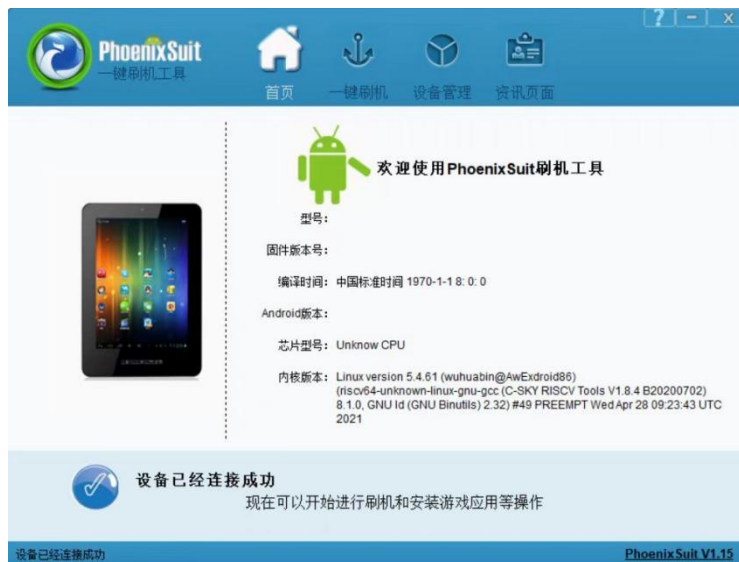 ? - x
PhoenixSuit
一键刷机工具
首页 一键刷机 设备管理 资讯页面
欢迎使用PhoenixSuit刷机工具
型号：
固件版本号：
编译时间： 中国标准时间 1970-1-1 8: 0: 0
Android版本：
芯片型号： Unknow CPU
内核版本： Linux version 5.4.61 (wuhuabin@AwExdroid86)
(riscv64-unknown-linux-gnu-gcc (C-SKY RISCV Tools V1.8.4 B20200702)
8.1.0, GNU ld (GNU Binutils) 2.32) #49 PREEMPT Wed Apr 28 09:23:43 UTC
2021
设备已经连接成功
现在可以开始进行刷机和安装游戏应用等操作
设备已经连接成功 PhoenixSuit V1.15